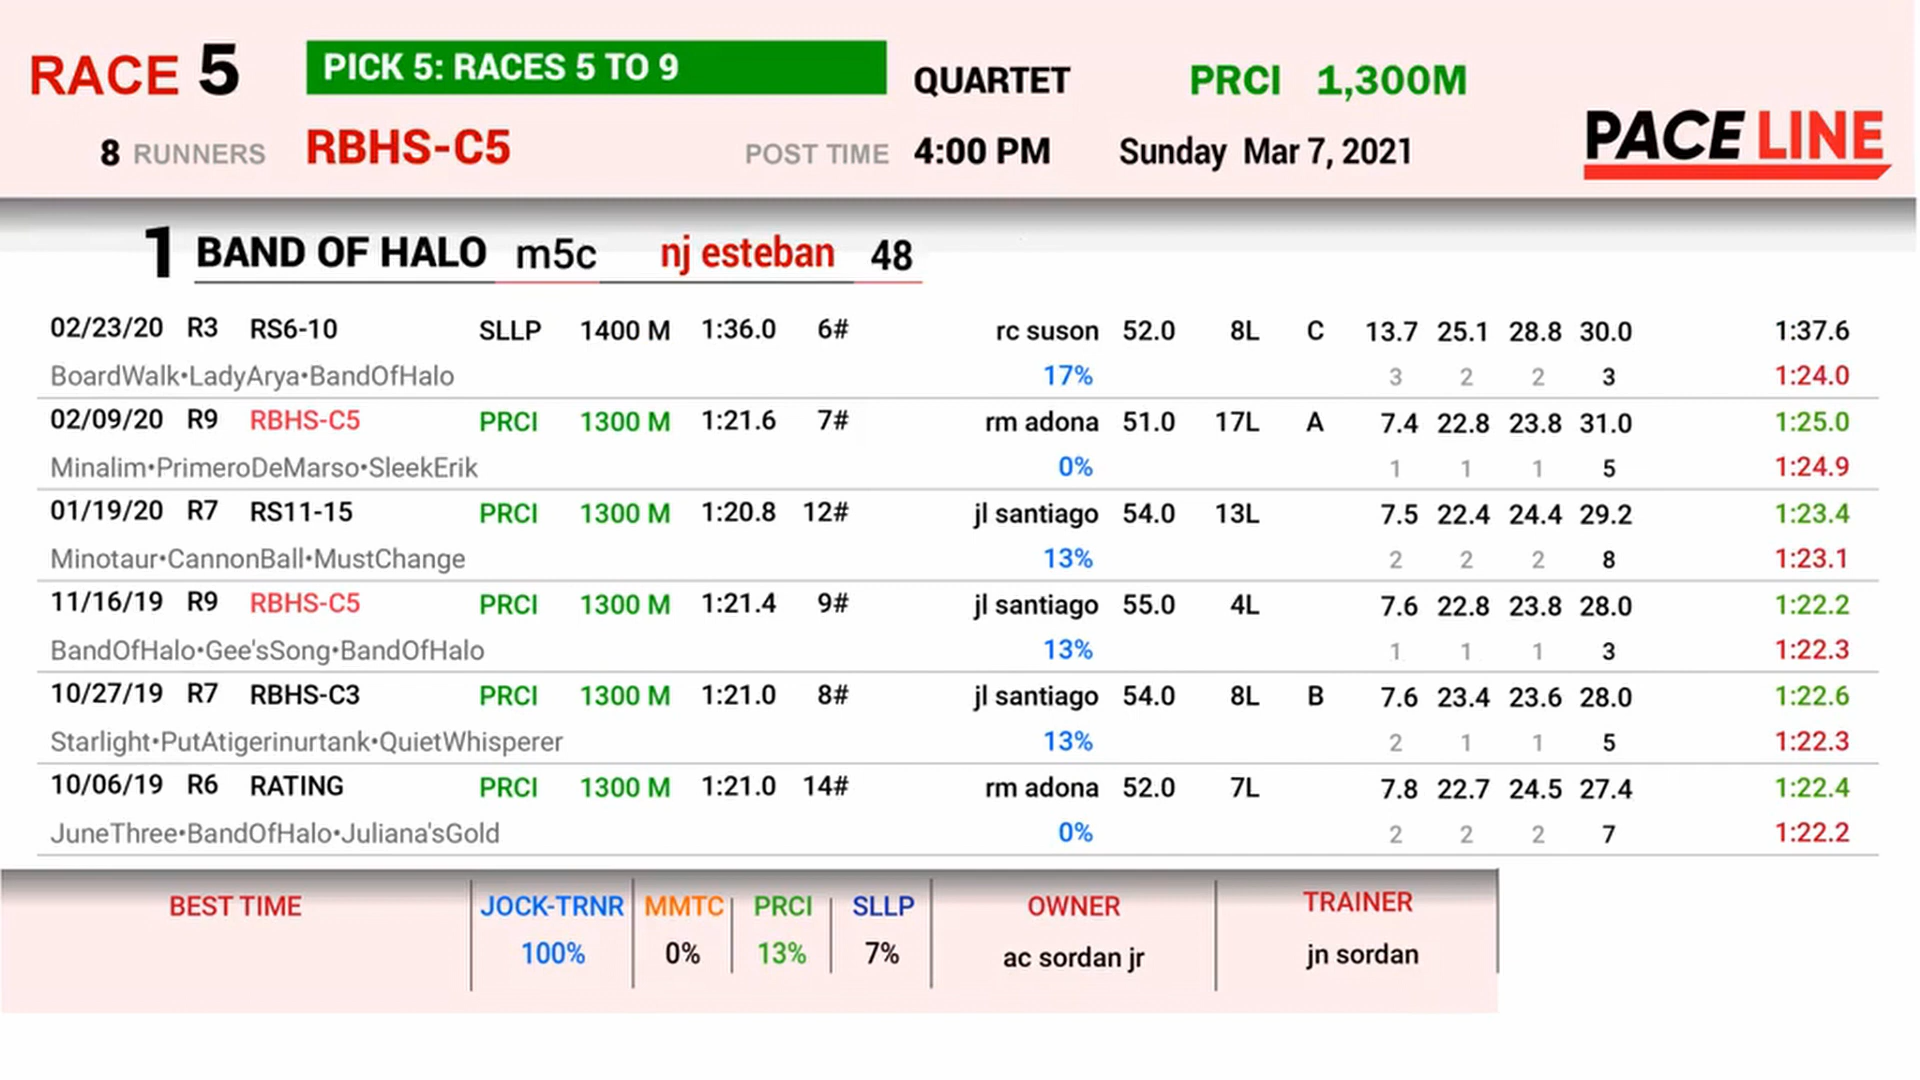 RACE 5 PICK 5: RACES 5 TO 9 QUARTET PRCI 1,300M
8 RUNNERS RBHS-C5 POST TIME 4:00 PM Sunday Mar 7, 2021 PACE LINE
1 BAND OF HALO m5c nj esteban 48
02/23/20 R3 RS6-10 SLLP 1400 M 1:36.0 6# rc suson 52.0 8L C 13.7 25.1 28.8 30.0 1:37.6
BoardWalk•LadyArya•BandOfHalo 17% 3 2 2 3 1:24.0
02/09/20 R9 RBHS-C5 PRCI 1300 M 1:21.6 7# rm adona 51.0 17L A 7.4 22.8 23.8 31.0 1:25.0
Minalim•PrimeroDeMarso•SleekErik 0% 1 1 1 5 1:24.9
01/19/20 R7 RS11-15 PRCI 1300 M 1:20.8 12# jl santiago 54.0 13L 7.5 22.4 24.4 29.2 1:23.4
Minotaur•CannonBall•MustChange 13% 2 2 2 8 1:23.1
11/16/19 R9 RBHS-C5 PRCI 1300 M 1:21.4 9# jl santiago 55.0 4L 7.6 22.8 23.8 28.0 1:22.2
BandOfHalo•Gee'sSong•BandOfHalo 13% 1 1 1 3 1:22.3
10/27/19 R7 RBHS-C3 PRCI 1300 M 1:21.0 8# jl santiago 54.0 8L B 7.6 23.4 23.6 28.0 1:22.6
Starlight•PutAtigerinurtank•QuietWhisperer 13% 2 1 1 5 1:22.3
10/06/19 R6 RATING PRCI 1300 M 1:21.0 14# rm adona 52.0 7L 7.8 22.7 24.5 27.4 1:22.4
JuneThree•BandOfHalo•Juliana'sGold 0% 2 2 2 7 1:22.2
BEST TIME JOCK-TRNR MMTC PRCI SLLP OWNER TRAINER
100% 0% 13% 7% ac sordan jr jn sordan